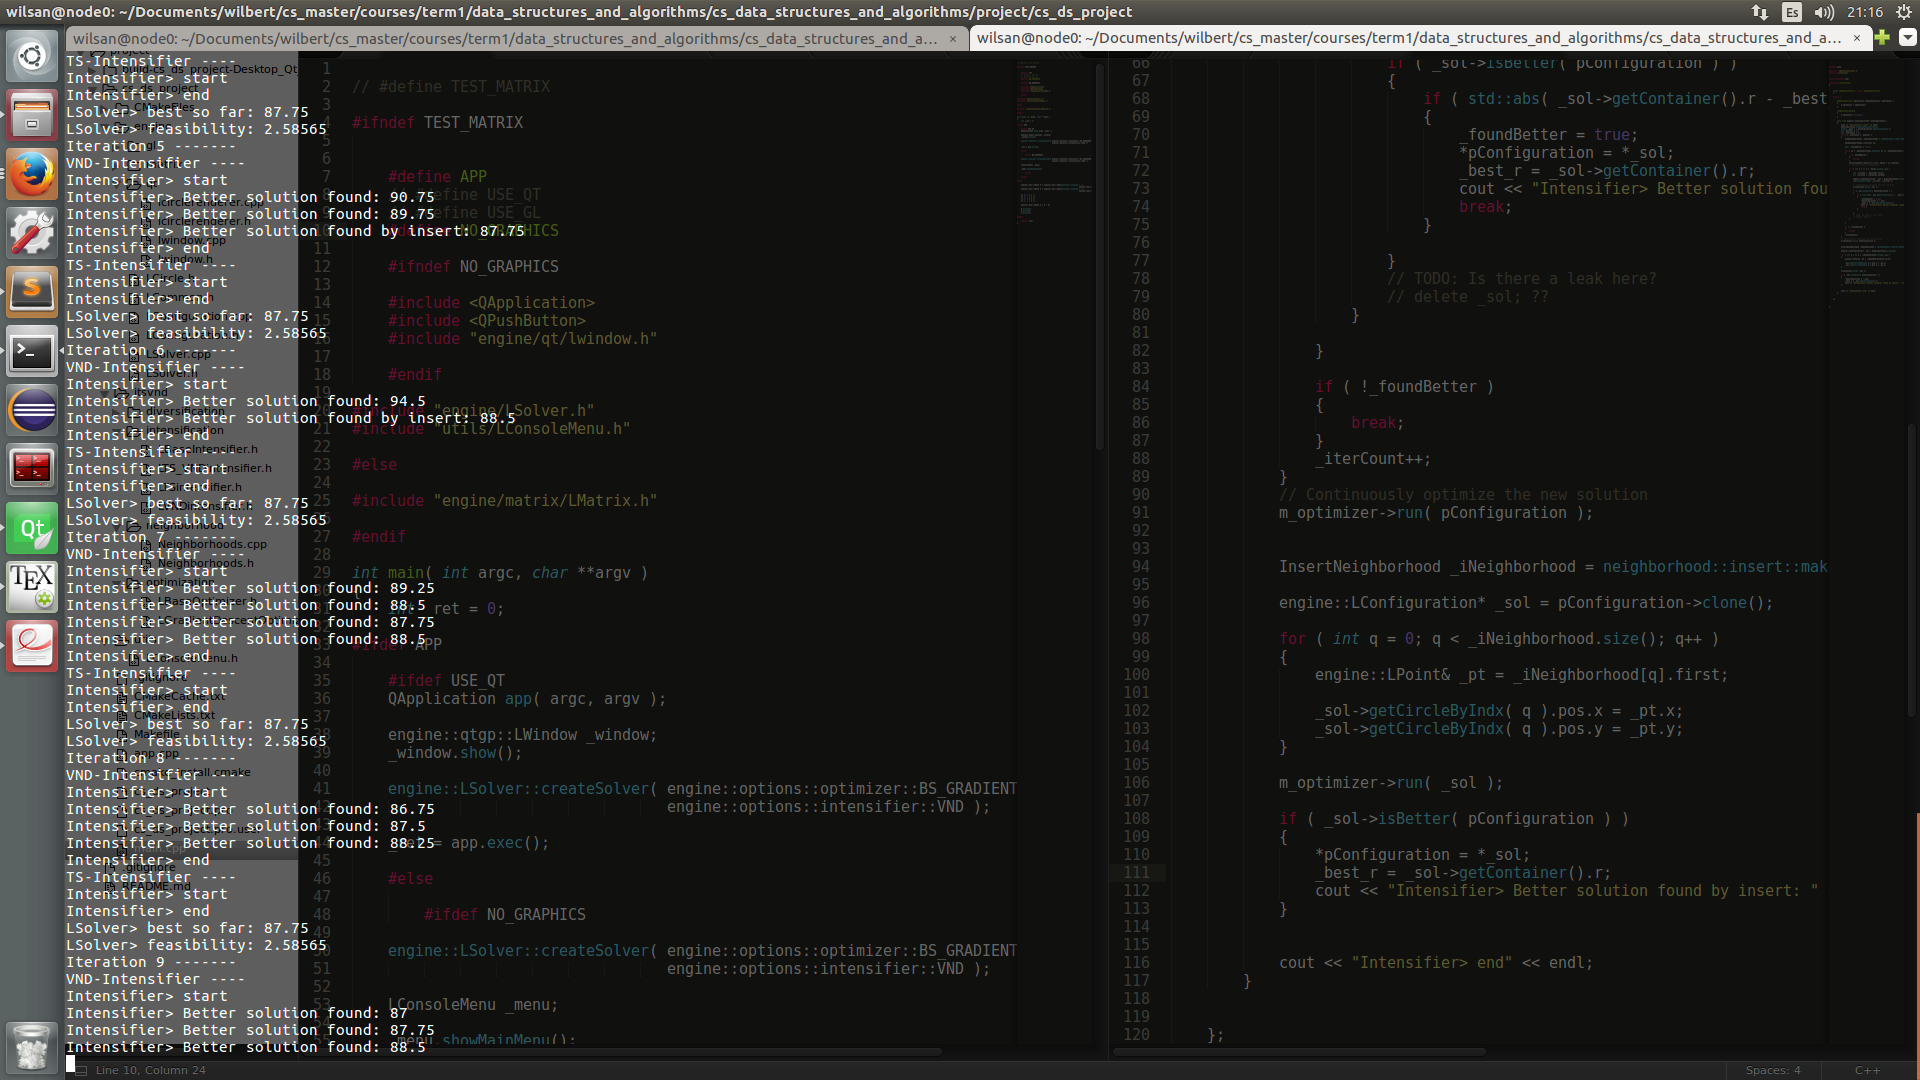 wilsan@node0: ~/Documents/wilbert/cs_master/courses/term1/data_structures_and_algorithms/cs_data_structures_and_algorithms/project/cs_ds_project
Es
21:16
wilsan@node0: ~/Documents/wilbert/cs_master/courses/term1/data_structures_and_algorithms/cs_data_structures_and_a... ×
wilsan@node0: ~/Documents/wilbert/cs_master/courses/term1/data_structures_and_algorithms/cs_data_structures_and_a... ×
TS-Intensifier ----
Intensifier> start
Intensifier> end
LSolver> best so far: 87.75
LSolver> feasibility: 2.58565
Iteration 5 -------
VND-Intensifier ----
Intensifier> start
Intensifier> Better solution found: 90.75
Intensifier> Better solution found: 89.75
Intensifier> Better solution found by insert: 87.75
Intensifier> end
TS-Intensifier ----
Intensifier> start
Intensifier> end
LSolver> best so far: 87.75
LSolver> feasibility: 2.58565
Iteration 6 -------
VND-Intensifier ----
Intensifier> start
Intensifier> Better solution found: 94.5
Intensifier> Better solution found by insert: 88.5
Intensifier> end
TS-Intensifier ----
Intensifier> start
Intensifier> end
LSolver> best so far: 87.75
LSolver> feasibility: 2.58565
Iteration 7 -------
VND-Intensifier ----
Intensifier> start
Intensifier> Better solution found: 89.25
Intensifier> Better solution found: 88.5
Intensifier> Better solution found: 87.75
Intensifier> Better solution found: 88.5
Intensifier> end
TS-Intensifier ----
Intensifier> start
Intensifier> end
LSolver> best so far: 87.75
LSolver> feasibility: 2.58565
Iteration 8 -------
VND-Intensifier ----
Intensifier> start
Intensifier> Better solution found: 86.75
Intensifier> Better solution found: 87.5
Intensifier> Better solution found: 88.25
Intensifier> end
TS-Intensifier ----
Intensifier> start
Intensifier> end
LSolver> best so far: 87.75
LSolver> feasibility: 2.58565
Iteration 9 -------
VND-Intensifier ----
Intensifier> start
Intensifier> Better solution found: 87
Intensifier> Better solution found: 87.75
Intensifier> Better solution found: 88.5
1
2 // #define TEST_MATRIX
3
4 #ifndef TEST_MATRIX
5
6
7 #define APP
8 // #define USE_QT
9 // #define USE_GL
10 #define NO_GRAPHICS
11
12 #ifndef NO_GRAPHICS
13
14 #include <QApplication>
15 #include <QPushButton>
16 #include "engine/qt/lwindow.h"
17
18 #endif
19
20 #include "engine/LSolver.h"
21 #include "utils/LConsoleMenu.h"
22
23 #else
24
25 #include "engine/matrix/LMatrix.h"
26
27 #endif
28
29 int main( int argc, char **argv )
30 {
31 int _ret = 0;
32
33 #ifdef APP
34
35 #ifdef USE_QT
36 QApplication app( argc, argv );
37
38 engine::qtgp::LWindow _window;
39 _window.show();
40
41 engine::LSolver::createSolver( engine::options::optimizer::BS_GRADIENT
42 engine::options::intensifier::VND );
43
44 _ret = app.exec();
45
46 #else
47
48 #ifdef NO_GRAPHICS
49
50 engine::LSolver::createSolver( engine::options::optimizer::BS_GRADIENT
51 engine::options::intensifier::VND );
52
53 LConsoleMenu _menu;
54
55 _menu.showMainMenu();
66 if ( _sol->isBetter( pConfiguration ) )
67 {
68 if ( std::abs( _sol->getContainer().r - _best
69 {
70 _foundBetter = true;
71 *pConfiguration = *_sol;
72 _best_r = _sol->getContainer().r;
73 cout << "Intensifier> Better solution fou
74 break;
75 }
76
77 }
78 // TODO: Is there a leak here?
79 // delete _sol; ??
80 }
81
82 }
83
84 if ( !_foundBetter )
85 {
86 break;
87 }
88 _iterCount++;
89 }
90 // Continuously optimize the new solution
91 m_optimizer->run( pConfiguration );
92
93
94 InsertNeighborhood _iNeighborhood = neighborhood::insert::mak
95
96 engine::LConfiguration* _sol = pConfiguration->clone();
97
98 for ( int q = 0; q < _iNeighborhood.size(); q++ )
99 {
100 engine::LPoint& _pt = _iNeighborhood[q].first;
101
102 _sol->getCircleByIndx( q ).pos.x = _pt.x;
103 _sol->getCircleByIndx( q ).pos.y = _pt.y;
104 }
105
106 m_optimizer->run( _sol );
107
108 if ( _sol->isBetter( pConfiguration ) )
109 {
110 *pConfiguration = *_sol;
111 _best_r = _sol->getContainer().r;
112 cout << "Intensifier> Better solution found by insert: "
113 }
114
115
116 cout << "Intensifier> end" << endl;
117 }
118
119
120 };
Line 10, Column 24
Spaces: 4
C++